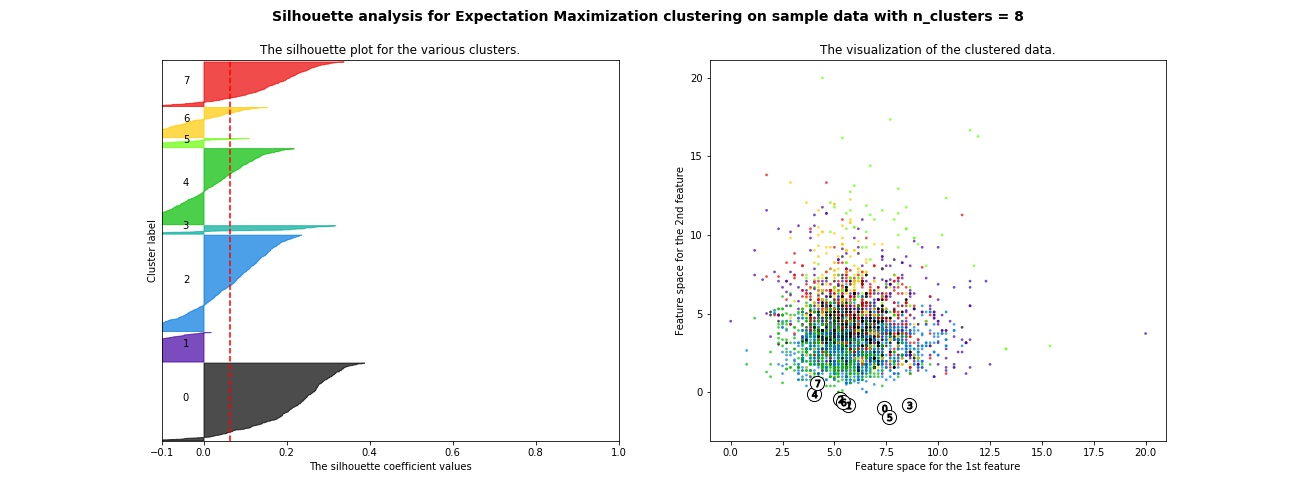 Silhouette analysis for Expectation Maximization clustering on sample data with n_clusters = 8
The silhouette plot for the various clusters.
Cluster label
7
6
5
4
3
2
1
0
−0.1 0.0 0.2 0.4 0.6 0.8 1.0
The silhouette coefficient values
The visualization of the clustered data.
Feature space for the 2nd feature
20
15
10
5
0
7
4
1
0
3
5
0.0 2.5 5.0 7.5 10.0 12.5 15.0 17.5 20.0
Feature space for the 1st feature